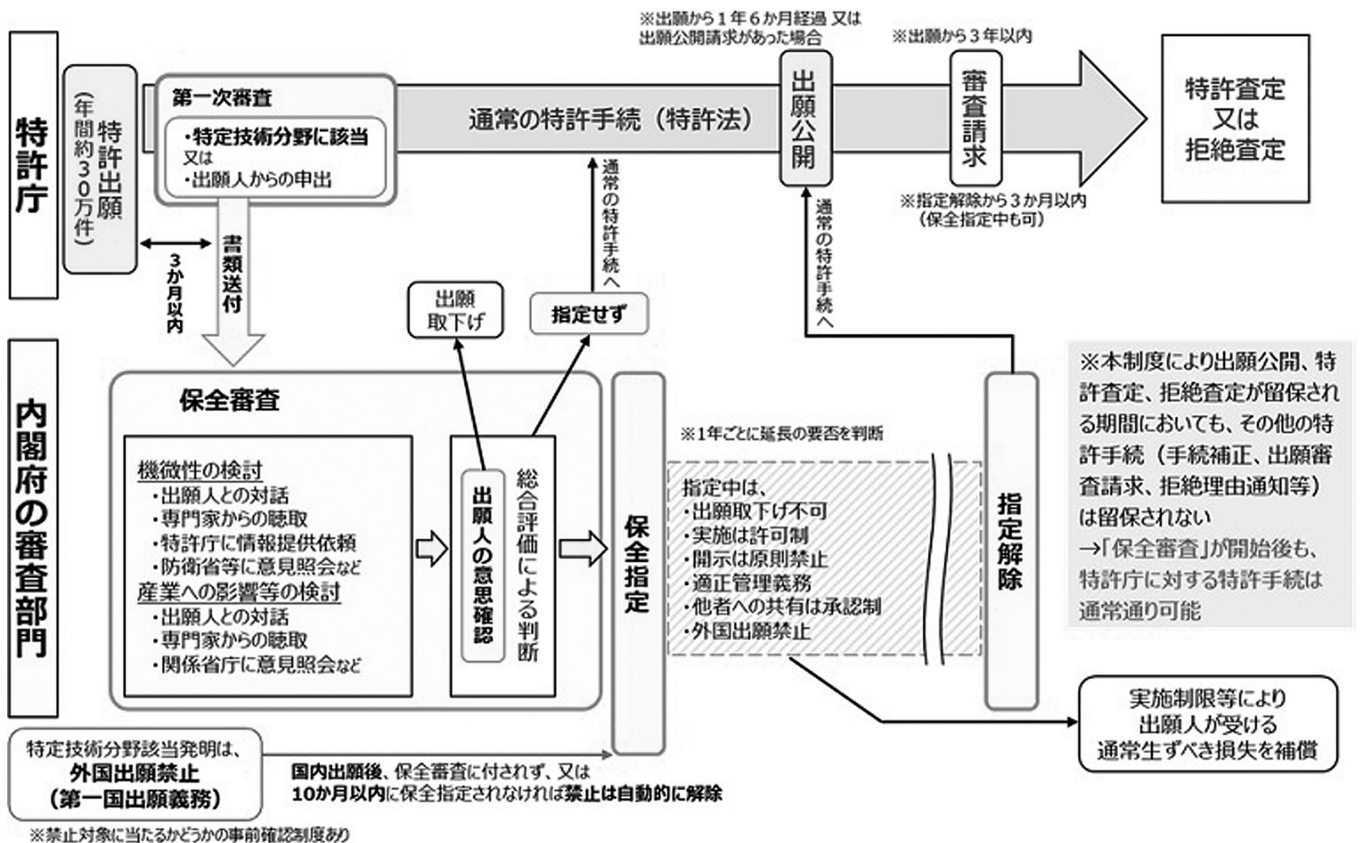 ※出願から1年6か月経過 又は
出願公開請求があった場合
※出願から3年以内
特許庁
特許出願
(年間約30万件)
第一次審査
・特定技術分野に該当
又は
・出願人からの申出
通常の特許手続（特許法）
出願公開
審査請求
特許査定
又は
拒絶査定
※指定解除から3か月以内
（保全指定中も可）
3か月以内
書類送付
通常の特許手続へ
通常の特許手続へ
出願
取下げ
指定せず
内閣府の審査部門
保全審査
機微性の検討
・出願人との対話
・専門家からの聴取
・特許庁に情報提供依頼
・防衛省等に意見照会など
産業への影響等の検討
・出願人との対話
・専門家からの聴取
・関係省庁に意見照会など
出願人の意思確認
総合評価による判断
保全指定
※1年ごとに延長の要否を判断
指定中は、
・出願取下げ不可
・実施は許可制
・開示は原則禁止
・適正管理義務
・他者への共有は承認制
・外国出願禁止
指定解除
※本制度により出願公開、特
許査定、拒絶査定が留保され
る期間においても、その他の特
許手続（手続補正、出願審
査請求、拒絶理由通知等）
は留保されない
→「保全審査」が開始後も、
特許庁に対する特許手続は
通常通り可能
実施制限等により
出願人が受ける
通常生ずべき損失を補償
特定技術分野該当発明は、
外国出願禁止
（第一国出願義務）
国内出願後、保全審査に付されず、又は
10か月以内に保全指定されなければ禁止は自動的に解除
※禁止対象に当たるかどうかの事前確認制度あり